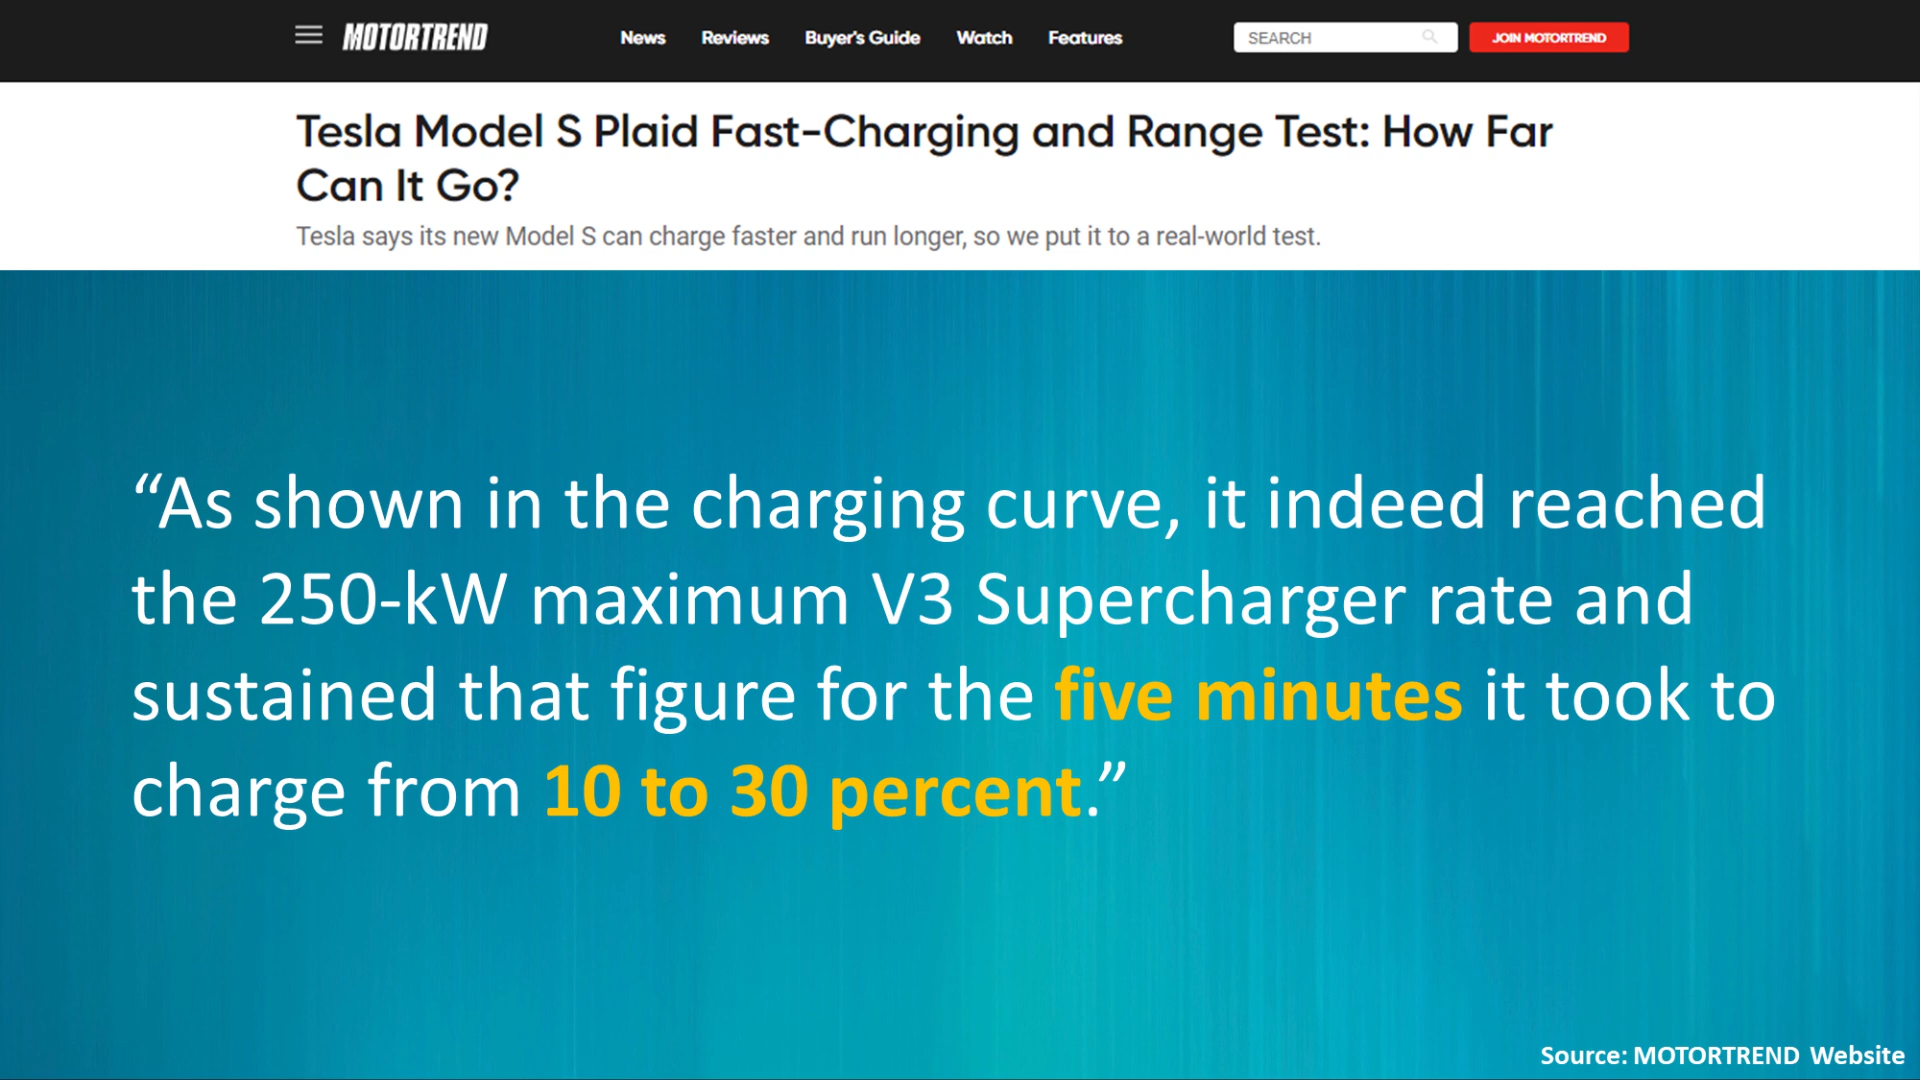 MOTORTREND
News Reviews Buyer's Guide Watch Features
SEARCH
JOIN MOTORTREND
Tesla Model S Plaid Fast-Charging and Range Test: How Far
Can It Go?
Tesla says its new Model S can charge faster and run longer, so we put it to a real-world test.
“As shown in the charging curve, it indeed reached
the 250-kW maximum V3 Supercharger rate and
sustained that figure for the five minutes it took to
charge from 10 to 30 percent.”
Source: MOTORTREND Website